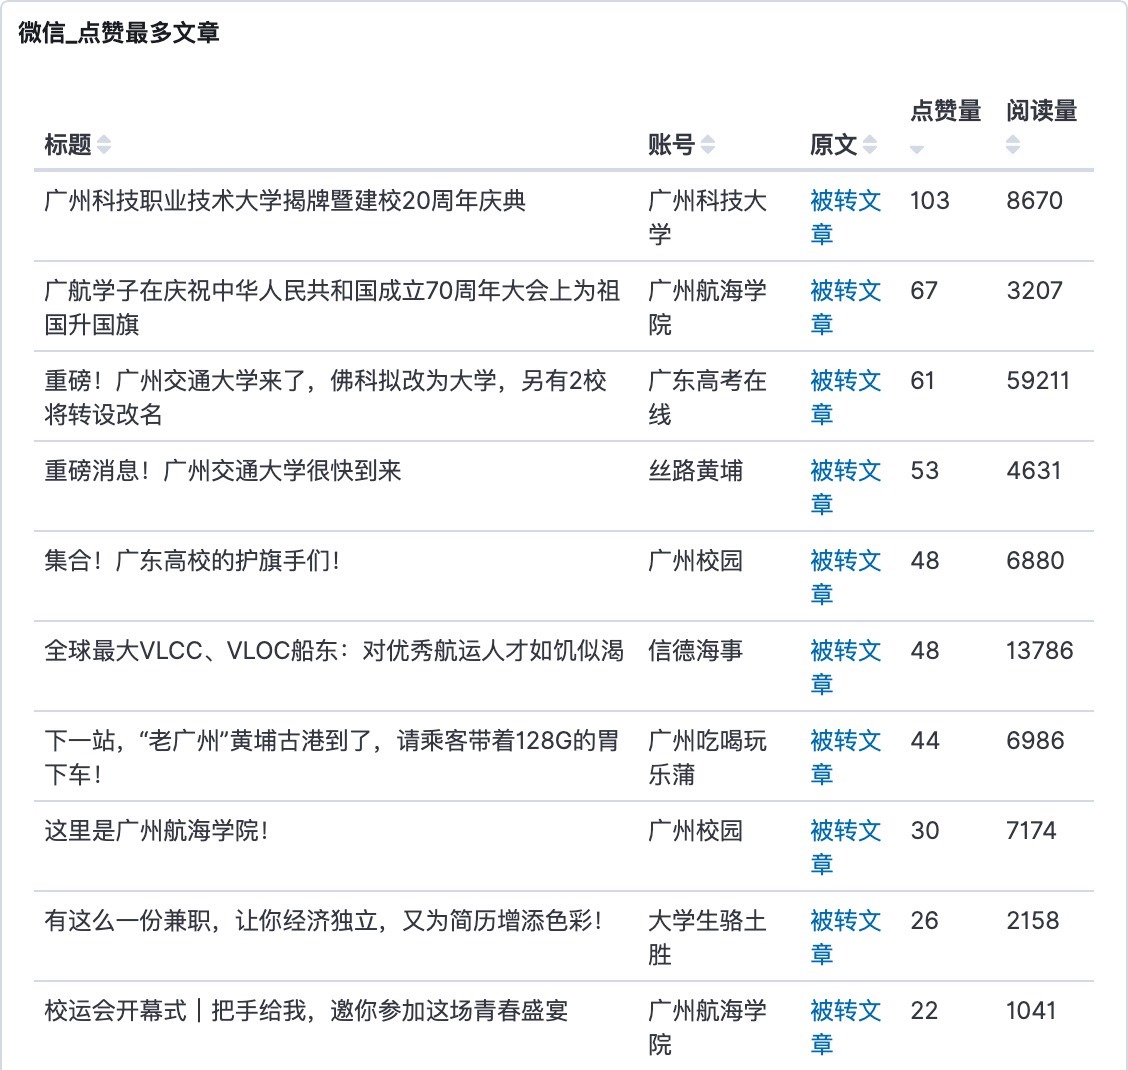 微信_点赞最多文章
标题 账号 原文 点赞量 阅读量
广州科技职业技术大学揭牌暨建校20周年庆典 广州科技大 被转文 103 8670
学 章
广航学子在庆祝中华人民共和国成立70周年大会上为祖 广州航海学 被转文 67 3207
国升国旗 院 章
重磅！广州交通大学来了，佛科拟改为大学，另有2校 广东高考在 被转文 61 59211
将转设改名 线 章
重磅消息！广州交通大学很快到来 丝路黄埔 被转文 53 4631
章
集合！广东高校的护旗手们！ 广州校园 被转文 48 6880
章
全球最大VLCC、VLOC船东：对优秀航运人才如饥似渴 信德海事 被转文 48 13786
章
下一站，“老广州”黄埔古港到了，请乘客带着128G的胃 广州吃喝玩 被转文 44 6986
下车！ 乐蒲 章
这里是广州航海学院！ 广州校园 被转文 30 7174
章
有这么一份兼职，让你经济独立，又为简历增添色彩！ 大学生骆土 被转文 26 2158
胜 章
校运会开幕式｜把手给我，邀你参加这场青春盛宴 广州航海学 被转文 22 1041
院 章